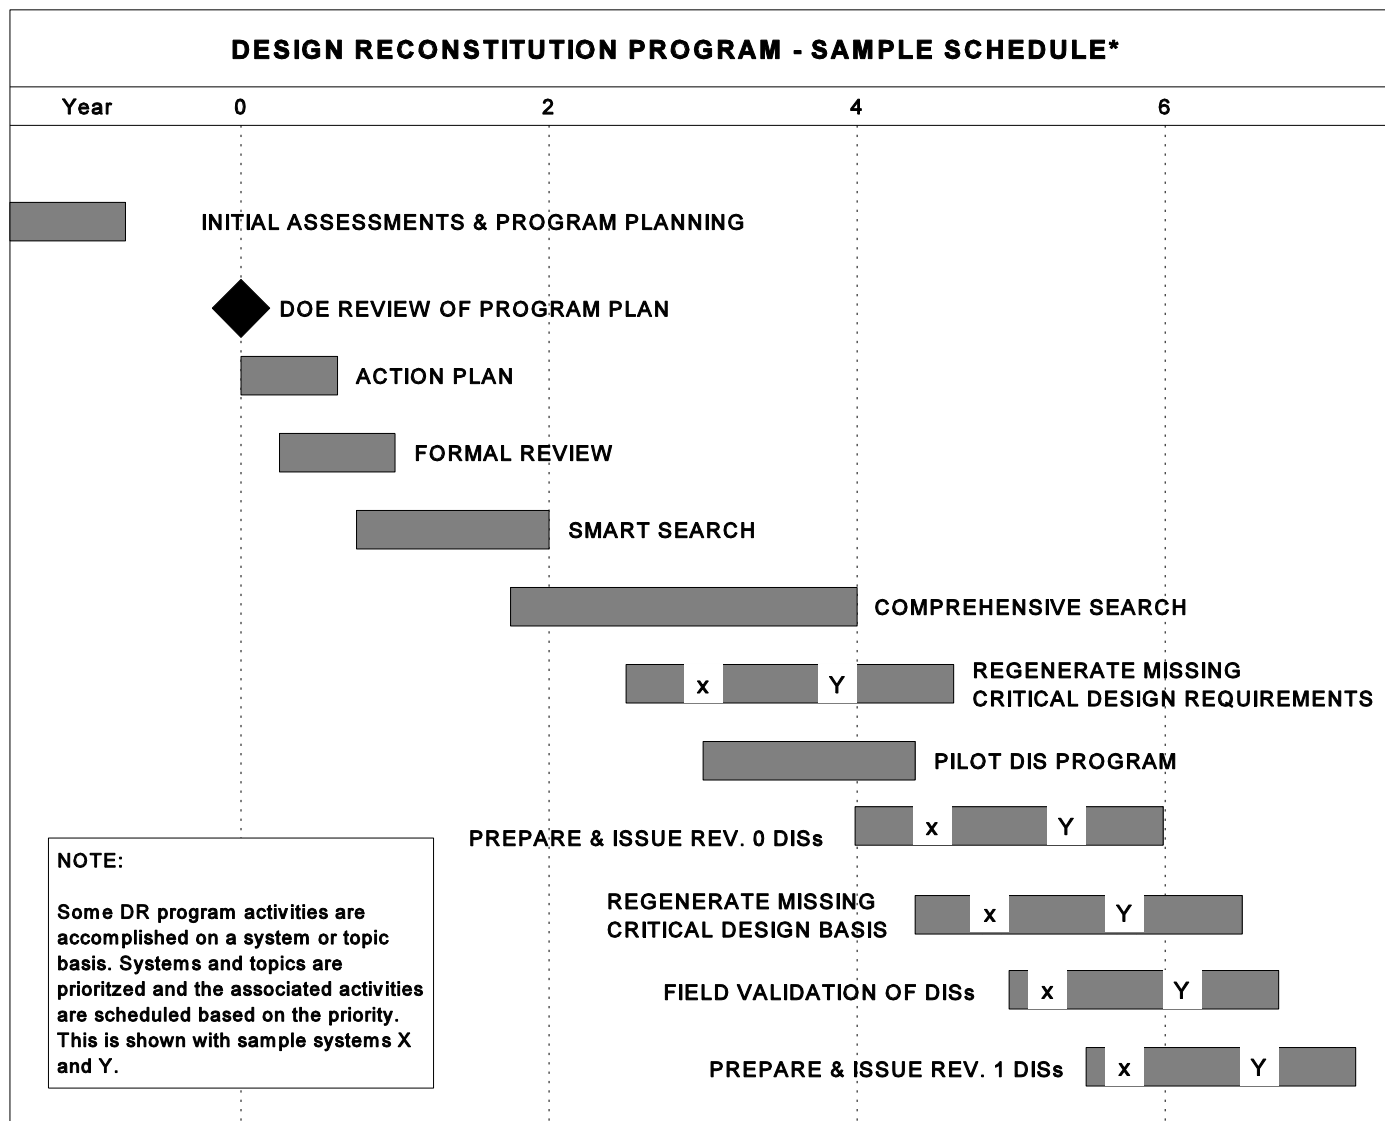 DESIGN RECONSTITUTION PROGRAM - SAMPLE SCHEDULE*
Year 0 2 4 6
INITIAL ASSESSMENTS & PROGRAM PLANNING
DOE REVIEW OF PROGRAM PLAN
ACTION PLAN
FORMAL REVIEW
SMART SEARCH
COMPREHENSIVE SEARCH
x Y
REGENERATE MISSING
CRITICAL DESIGN REQUIREMENTS
PILOT DIS PROGRAM
PREPARE & ISSUE REV. 0 DISs
x Y
REGENERATE MISSING
CRITICAL DESIGN BASIS
x Y
FIELD VALIDATION OF DISs
x Y
PREPARE & ISSUE REV. 1 DISs
x Y
NOTE:
Some DR program activities are
accomplished on a system or topic
basis. Systems and topics are
prioritzed and the associated activities
are scheduled based on the priority.
This is shown with sample systems X
and Y.